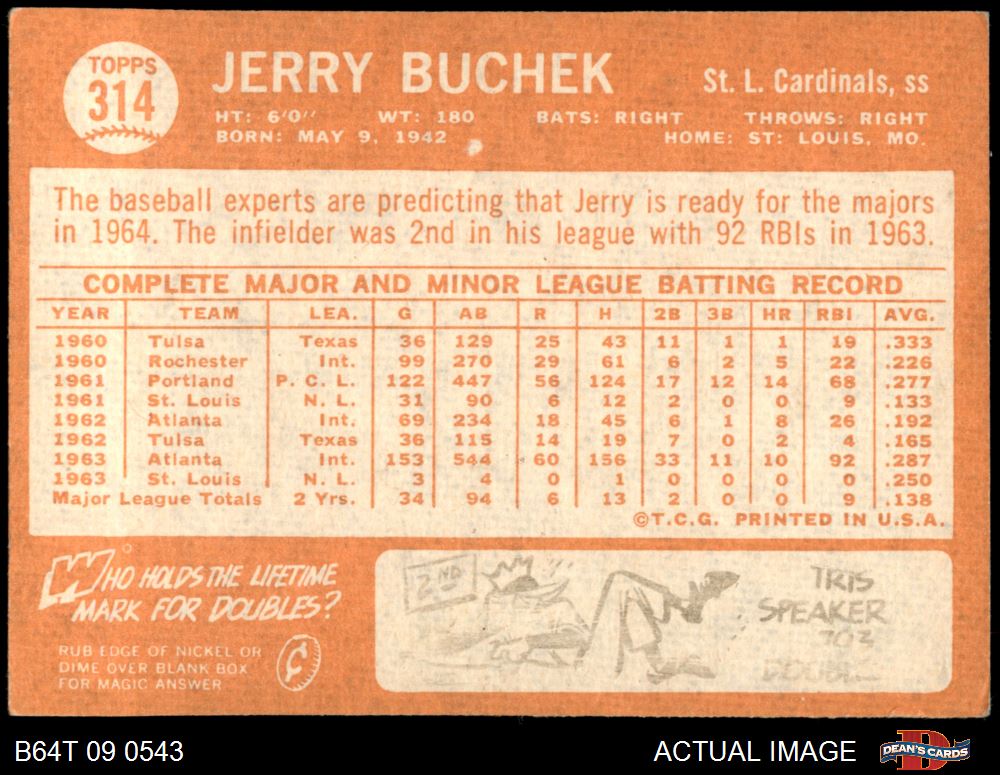 TOPPS
314
JERRY BUCHEK
St. L. Cardinals, ss
HT: 6'0" WT: 180 BATS: RIGHT THROWS: RIGHT
BORN: MAY 9, 1942 HOME: ST: LOUIS, MO.
The baseball experts are predicting that Jerry is ready for the majors
in 1964. The infielder was 2nd in his league with 92 RBIs in 1963.
COMPLETE MAJOR AND MINOR LEAGUE BATTING RECORD
YEAR TEAM LEA. G AB R H 2B 3B HR RBI AVG.
1960 Tulsa Texas 36 129 25 43 11 1 1 19 .333
1960 Rochester Int. 99 270 29 61 6 2 5 22 .226
1961 Portland P. C. L. 122 447 56 124 17 12 14 68 .277
1961 St. Louis N. L. 31 90 6 12 2 0 0 9 .133
1962 Atlanta Int. 69 234 18 45 6 1 8 26 .192
1962 Tulsa Texas 36 115 14 19 7 0 2 4 .165
1963 Atlanta Int. 153 544 60 156 33 11 10 92 .287
1963 St. Louis N. L. 3 4 0 1 0 0 0 0 .250
Major League Totals 2 Yrs. 34 94 6 13 2 0 0 9 .138
©T.C.G. PRINTED IN U.S.A.
WHO HOLDS THE LIFETIME
MARK FOR DOUBLES?
RUB EDGE OF NICKEL OR
DIME OVER BLANK BOX
FOR MAGIC ANSWER
¢
2ND
TRIS
SPEAKER
B64T 09 0543
ACTUAL IMAGE
D
DEAN'S CARDS